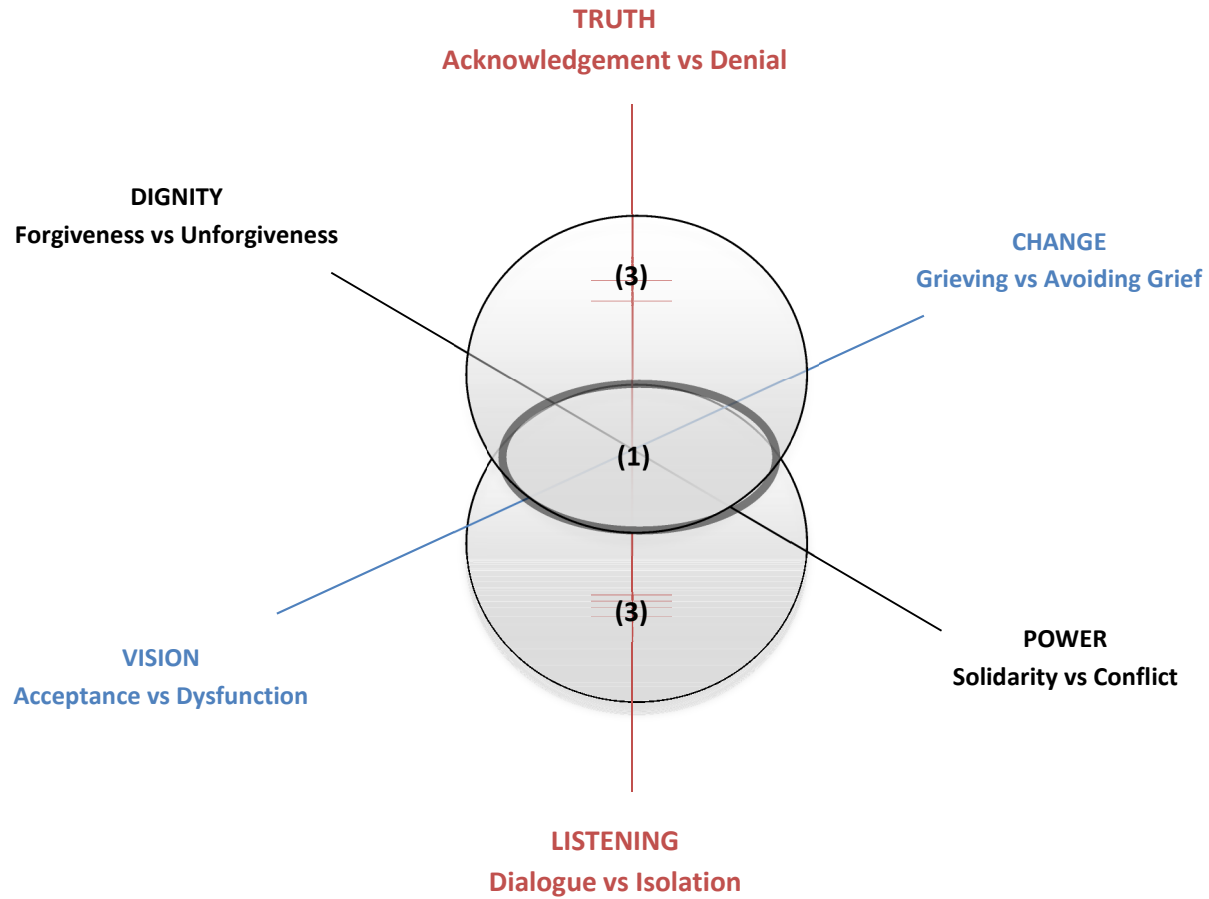 TRUTH
Acknowledgement vs Denial
DIGNITY
Forgiveness vs Unforgiveness
CHANGE
Grieving vs Avoiding Grief
(3)
(1)
(3)
VISION
Acceptance vs Dysfunction
POWER
Solidarity vs Conflict
LISTENING
Dialogue vs Isolation